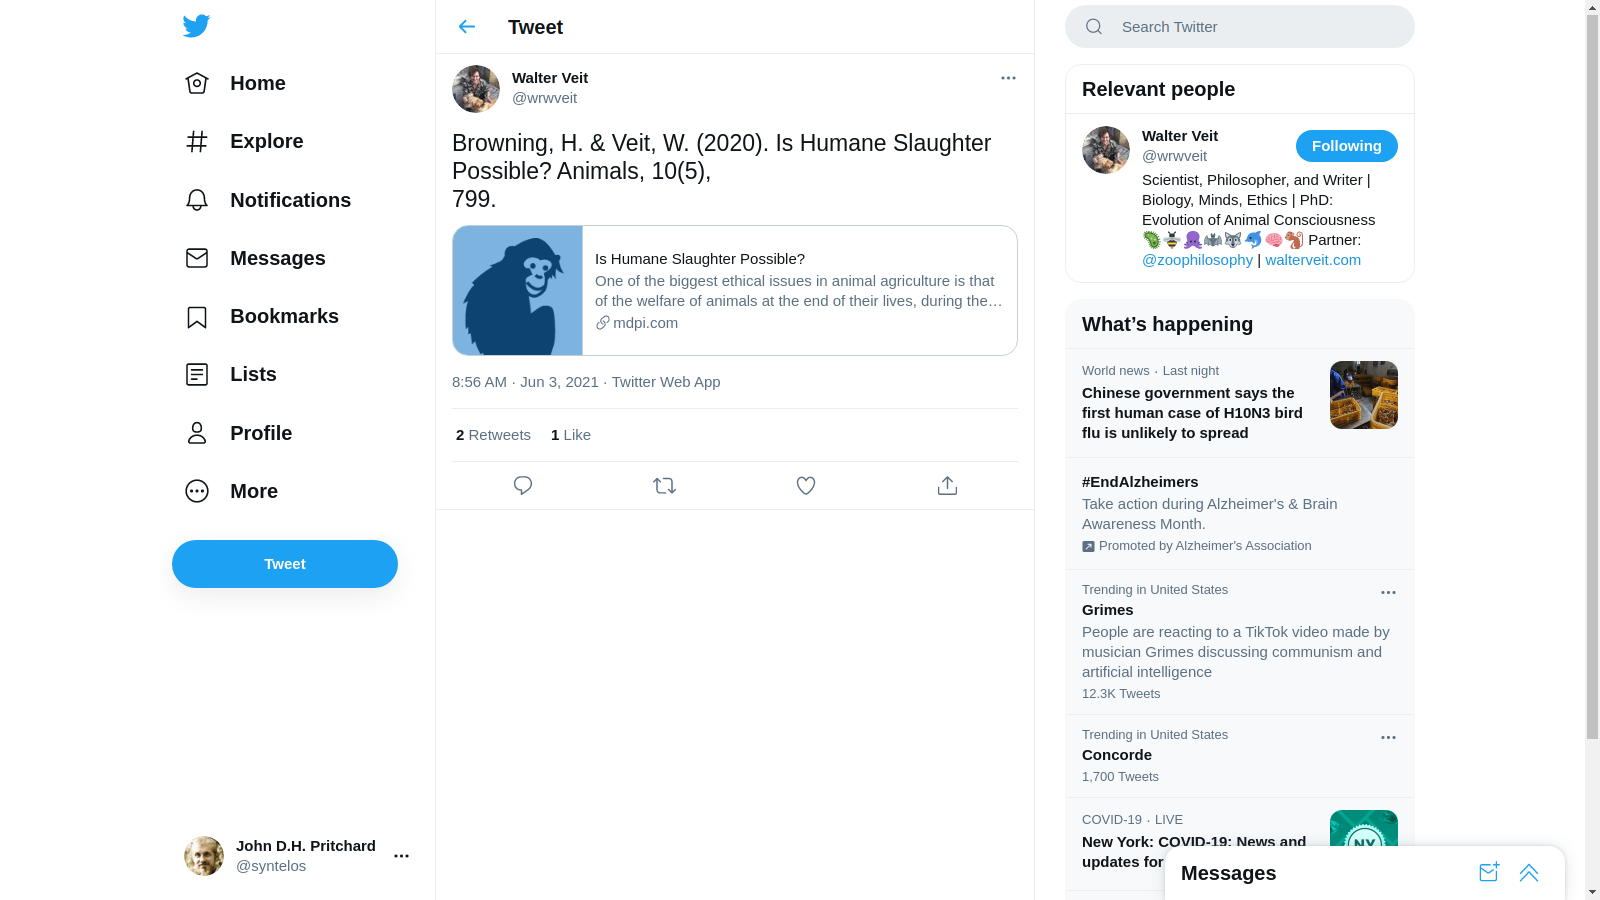 Home
Explore
Notifications
Messages
Bookmarks
Lists
Profile
More
Tweet
John D.H. Pritchard
@syntelos
Tweet
Walter Veit
@wrwveit
Browning, H. & Veit, W. (2020). Is Humane Slaughter
Possible? Animals, 10(5),
799.
Is Humane Slaughter Possible?
One of the biggest ethical issues in animal agriculture is that
of the welfare of animals at the end of their lives, during the…
mdpi.com
8:56 AM · Jun 3, 2021 · Twitter Web App
2 Retweets 1 Like
Search Twitter
Relevant people
Walter Veit
@wrwveit
Following
Scientist, Philosopher, and Writer |
Biology, Minds, Ethics | PhD:
Evolution of Animal Consciousness
🦠🐝🐙🦇🐺🐬🧠🐿️ Partner:
@zoophilosophy | walterveit.com
What's happening
World news · Last night
Chinese government says the
first human case of H10N3 bird
flu is unlikely to spread
#EndAlzheimers
Take action during Alzheimer's & Brain
Awareness Month.
Promoted by Alzheimer's Association
Trending in United States
Grimes
People are reacting to a TikTok video made by
musician Grimes discussing communism and
artificial intelligence
12.3K Tweets
Trending in United States
Concorde
1,700 Tweets
COVID-19 · LIVE
New York: COVID-19: News and
updates for
NY
Messages